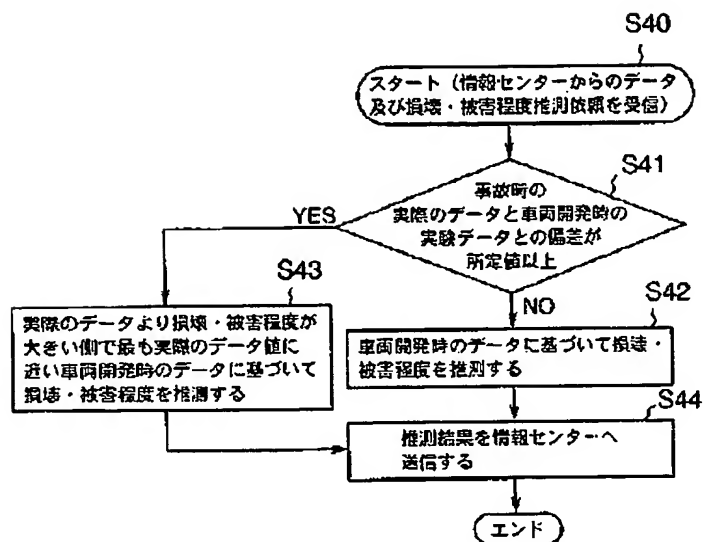 S40
スタート（情報センターからのデータ
及び損壊・被害程度推測依頼を受信）
S41
事故時の
実際のデータと車両開発時の
実験データとの偏差が
所定値以上
YES
NO
S43
実際のデータより損壊・被害程度が
大きい側で最も実際のデータ値に
近い車両開発時のデータに基づいて
損壊・被害程度を推測する
S42
車両開発時のデータに基づいて損壊・
被害程度を推測する
S44
推測結果を情報センターへ
送信する
エンド